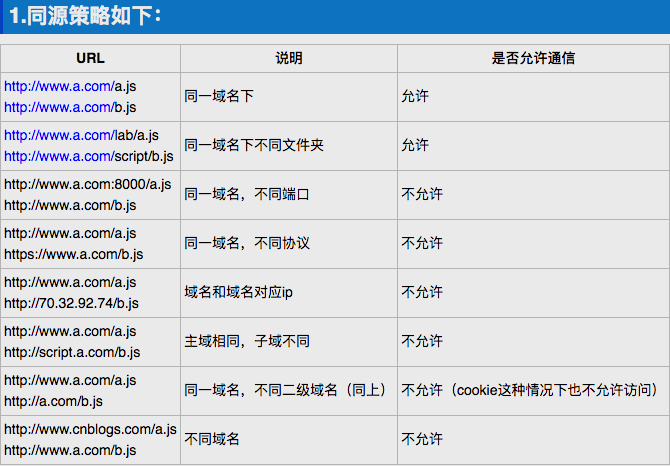 1.同源策略如下：
URL 说明 是否允许通信
http://www.a.com/a.js
http://www.a.com/b.js
同一域名下
允许
http://www.a.com/lab/a.js
http://www.a.com/script/b.js
同一域名下不同文件夹
允许
http://www.a.com:8000/a.js
http://www.a.com/b.js
同一域名，不同端口
不允许
http://www.a.com/a.js
https://www.a.com/b.js
同一域名，不同协议
不允许
http://www.a.com/a.js
http://70.32.92.74/b.js
域名和域名对应ip
不允许
http://www.a.com/a.js
http://script.a.com/b.js
主域相同，子域不同
不允许
http://www.a.com/a.js
http://a.com/b.js
同一域名，不同二级域名（同上）
不允许（cookie这种情况下也不允许访问）
http://www.cnblogs.com/a.js
http://www.a.com/b.js
不同域名
不允许